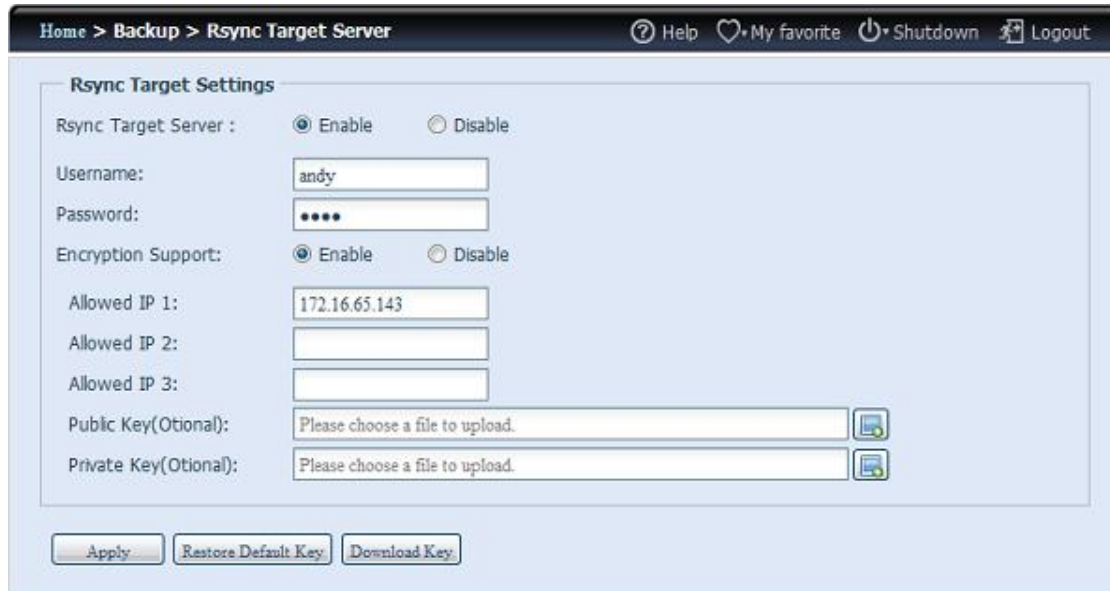 Home > Backup > Rsync Target Server Help My favorite Shutdown Logout
Rsync Target Settings
Rsync Target Server : Enable Disable
Username: andy
Password: ••••
Encryption Support: Enable Disable
Allowed IP 1: 172.16.65.143
Allowed IP 2:
Allowed IP 3:
Public Key(Otional): Please choose a file to upload.
Private Key(Otional): Please choose a file to upload.
Apply Restore Default Key Download Key